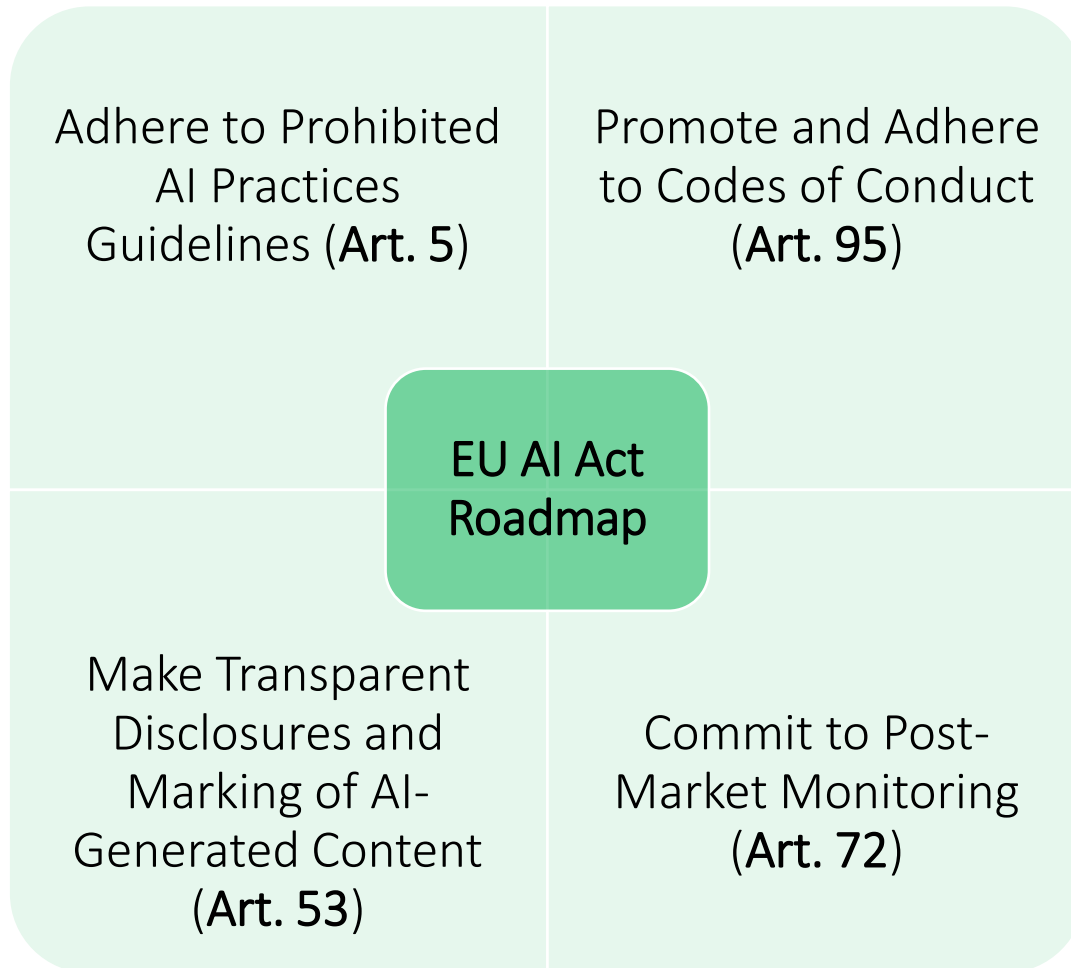 Adhere to Prohibited
AI Practices
Guidelines (Art. 5)
Promote and Adhere
to Codes of Conduct
(Art. 95)
EU AI Act
Roadmap
Make Transparent
Disclosures and
Marking of AI-
Generated Content
(Art. 53)
Commit to Post-
Market Monitoring
(Art. 72)